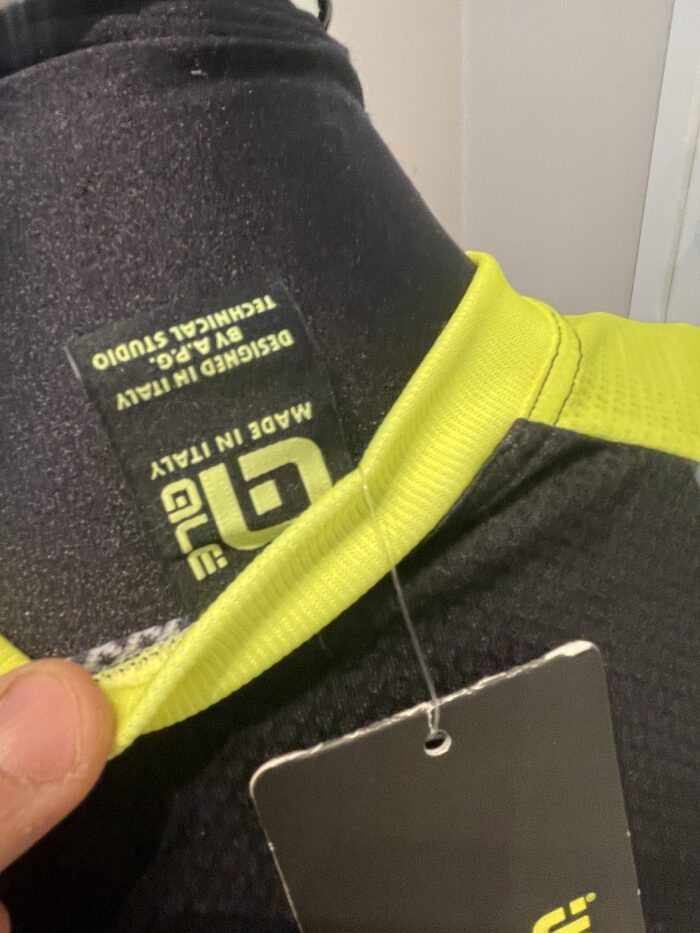 ALÉ
MADE IN ITALY
DESIGNED IN ITALY
BY A.P.G.
TECHNICAL STUDIO